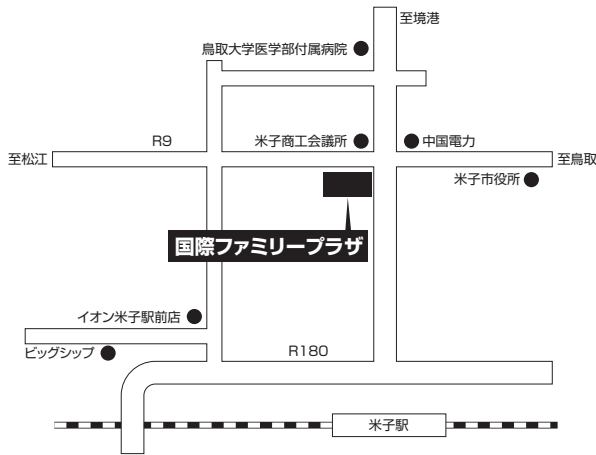 至境港
鳥取大学医学部付属病院
R9
米子商工会議所
中国電力
至松江
至鳥取
米子市役所
国際ファミリープラザ
イオン米子駅前店
ビッグシップ
R180
米子駅